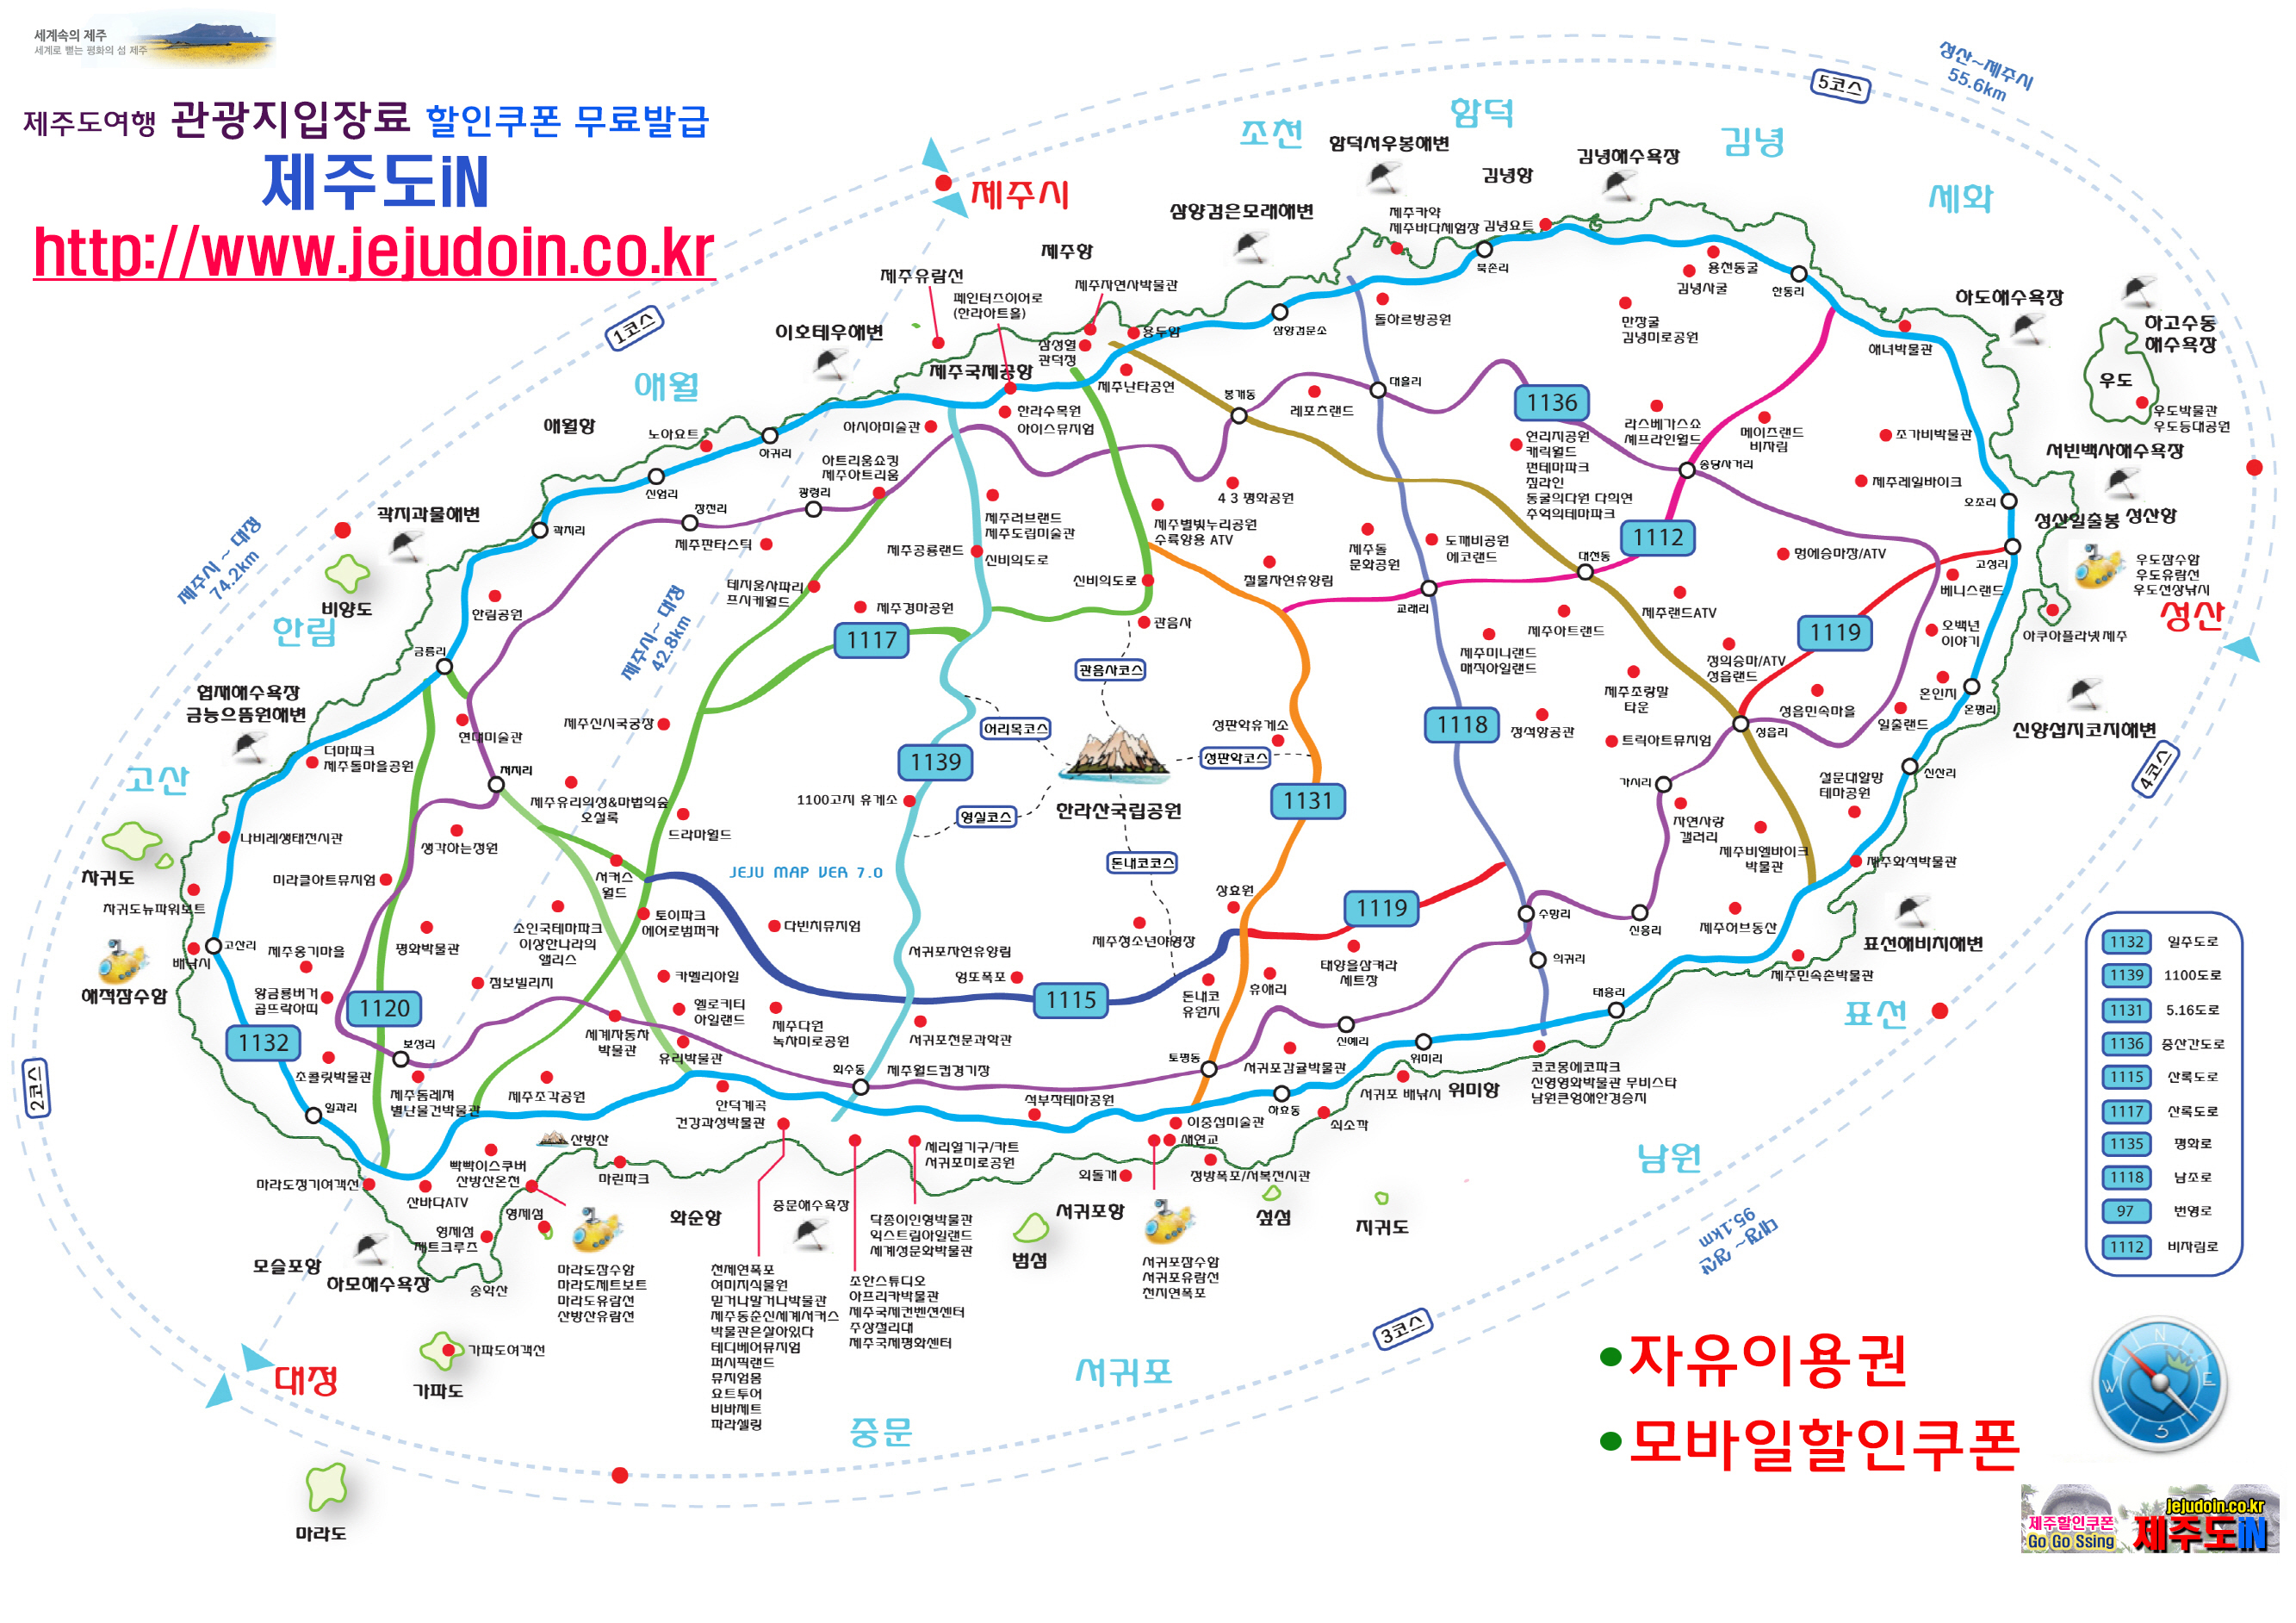 세계속의 제주
세계로 뻗는 평화의 섬 제주
제주도여행 관광지입장료 할인쿠폰 무료발급
제주도iN
http://www.jejudoin.co.kr
성산~제주시
55.6km
5코스
함덕
조천
김녕
세화
함덕서우봉해변
김녕해수욕장
김녕항
제주시
삼양검은모래해변
제주카약
제주바다체험장
김녕요트
제주항
제주유람선
제주자연사박물관
페인터즈히어로
(한라아트홀)
북촌리
용천동굴
김녕사굴
한동리
하도해수욕장
하고수동
해수욕장
우도
우도박물관
우도등대공원
1코스
이호테우해변
삼성혈
관덕정
용두암
삼양검문소
돌하르방공원
만장굴
김녕미로공원
해녀박물관
애월
제주국제공항
제주난타공연
봉개동
대흘리
레포츠랜드
1136
라스베가스쇼
세프라인월드
메이즈랜드
비자림
조가비박물관
서빈백사해수욕장
애월항
노아요트
아시아미술관
한라수목원
아이스뮤지엄
하귀리
신엄리
아트리움쇼킹
제주아트리움
광령리
장전리
4 3 평화공원
연리지공원
캐릭월드
펀테마파크
짚라인
동굴의다원 다희연
추억의테마파크
송당사거리
제주레일바이크
오조리
곽지과물해변
곽지리
제주판타스틱
제주러브랜드
제주도립미술관
제주공룡랜드
신비의도로
제주별빛누리공원
수목양용 ATV
절물자연휴양림
제주돌
문화공원
도깨비공원
에코랜드
1112
대천동
명에승마장/ATV
성산일출봉
성산항
고성리
우도잠수함
우도유람선
우도선상낚시
성산
제주시 ~ 대정
74.2km
비양도
한림
한림공원
테지움사파리
프시케월드
제주경마공원
신비의도로
관음사
교래리
제주랜드ATV
베니스랜드
아쿠아플라넷 제주
제주시~ 대정
42.8km
1117
관음사코스
제주미니랜드
매직아일랜드
제주아트랜드
정의승마/ATV
성읍랜드
1119
오백년
이야기
금릉리
협재해수욕장
금능으뜸원해변
연대미술관
제주신시국궁장
어리목코스
성판악휴게소
성판악코스
1118
정석항공관
제주조랑말
타운
트릭아트뮤지엄
성읍민속마을
성읍리
혼인지
온평리
일출랜드
신양섭지코지해변
더마파크
제주돌마을공원
고산
저지리
제주유리의성&마법의숲
오설록
1139
1100고지 휴게소
영실코스
한라산국립공원
1131
가시리
설문대할망
테마공원
신산리
4코스
나비레생태전시관
생각하는정원
드라마월드
돈내코코스
자연사랑
갤러리
제주비엘바이크
박물관
제주화석박물관
차귀도
차귀도뉴파워보트
미라클아트뮤지엄
서커스
월드
JEJU MAP VER 7.0
상효원
1119
수망리
신흥리
제주허브동산
표선해비치해변
고산리
배낚시
해적잠수함
제주옹기마을
평화박물관
소인국테마파크
이상한나라의
앨리스
토이파크
에어로범퍼카
다빈치뮤지엄
서귀포자연휴양림
엉또폭포
제주청소년야영장
태양을삼켜라
세트장
의귀리
제주민속촌박물관
황금륭버거
곱뜨락하띠
1120
점보빌리지
카멜리아힐
헬로키티
아일랜드
1115
돈내코
유원지
휴애리
태흥리
표선
1132
초콜릿박물관
보성리
세계자동차
박물관
유리박물관
제주다원
녹차미로공원
서귀포천문과학관
신예리
위미리
2코스
일과리
제주돔레져
별난물건박물관
제주조각공원
안덕계곡
건강과성박물관
회수동
제주월드컵경기장
석부작테마공원
토평동
서귀포감귤박물관
하효동
서귀포 배낚시
위미항
코코몽에코파크
신영영화박물관 무비스타
남원큰엉해안경승지
남원
산방산
빡빡이스쿠버
산방산온천
마린파크
세리월기구/카트
서귀포미로공원
이중섭미술관
새연교
쇠소깍
마라도정기여객선
산바다ATV
형제섬
형제섬
제트크루즈
화순항
중문해수욕장
닥종이인형박물관
익스트림아일랜드
세계성문화박물관
외돌개
정방폭포/서복전시관
서귀포항
섶섬
지귀도
범섬
모슬포항
하모해수욕장
송악산
마라도잠수함
마라도제트보트
마라도유람선
산방산유람선
천제연폭포
여미지식물원
믿거나말거나박물관
제주동춘신세계서커스
박물관은살아있다
테디베어뮤지엄
퍼시픽랜드
뮤지엄몸
요트투어
비바제트
파라셀링
조안스튜디오
아프리카박물관
제주국제컨벤션센터
주상절리대
제주국제평화센터
서귀포잠수함
서귀포유람선
천지연폭포
대정~ 성산
95.1km
3코스
대정
가파도여객선
가파도
마라도
중문
서귀포
1132 일주도로
1139 1100도로
1131 5.16도로
1136 중산간도로
1115 산록도로
1117 산록도로
1135 평화로
1118 남조로
97 번영로
1112 비자림로
•자유이용권
•모바일할인쿠폰
N
W
E
S
jejudoin.co.kr
제주할인쿠폰
Go Go Ssing
제주도iN